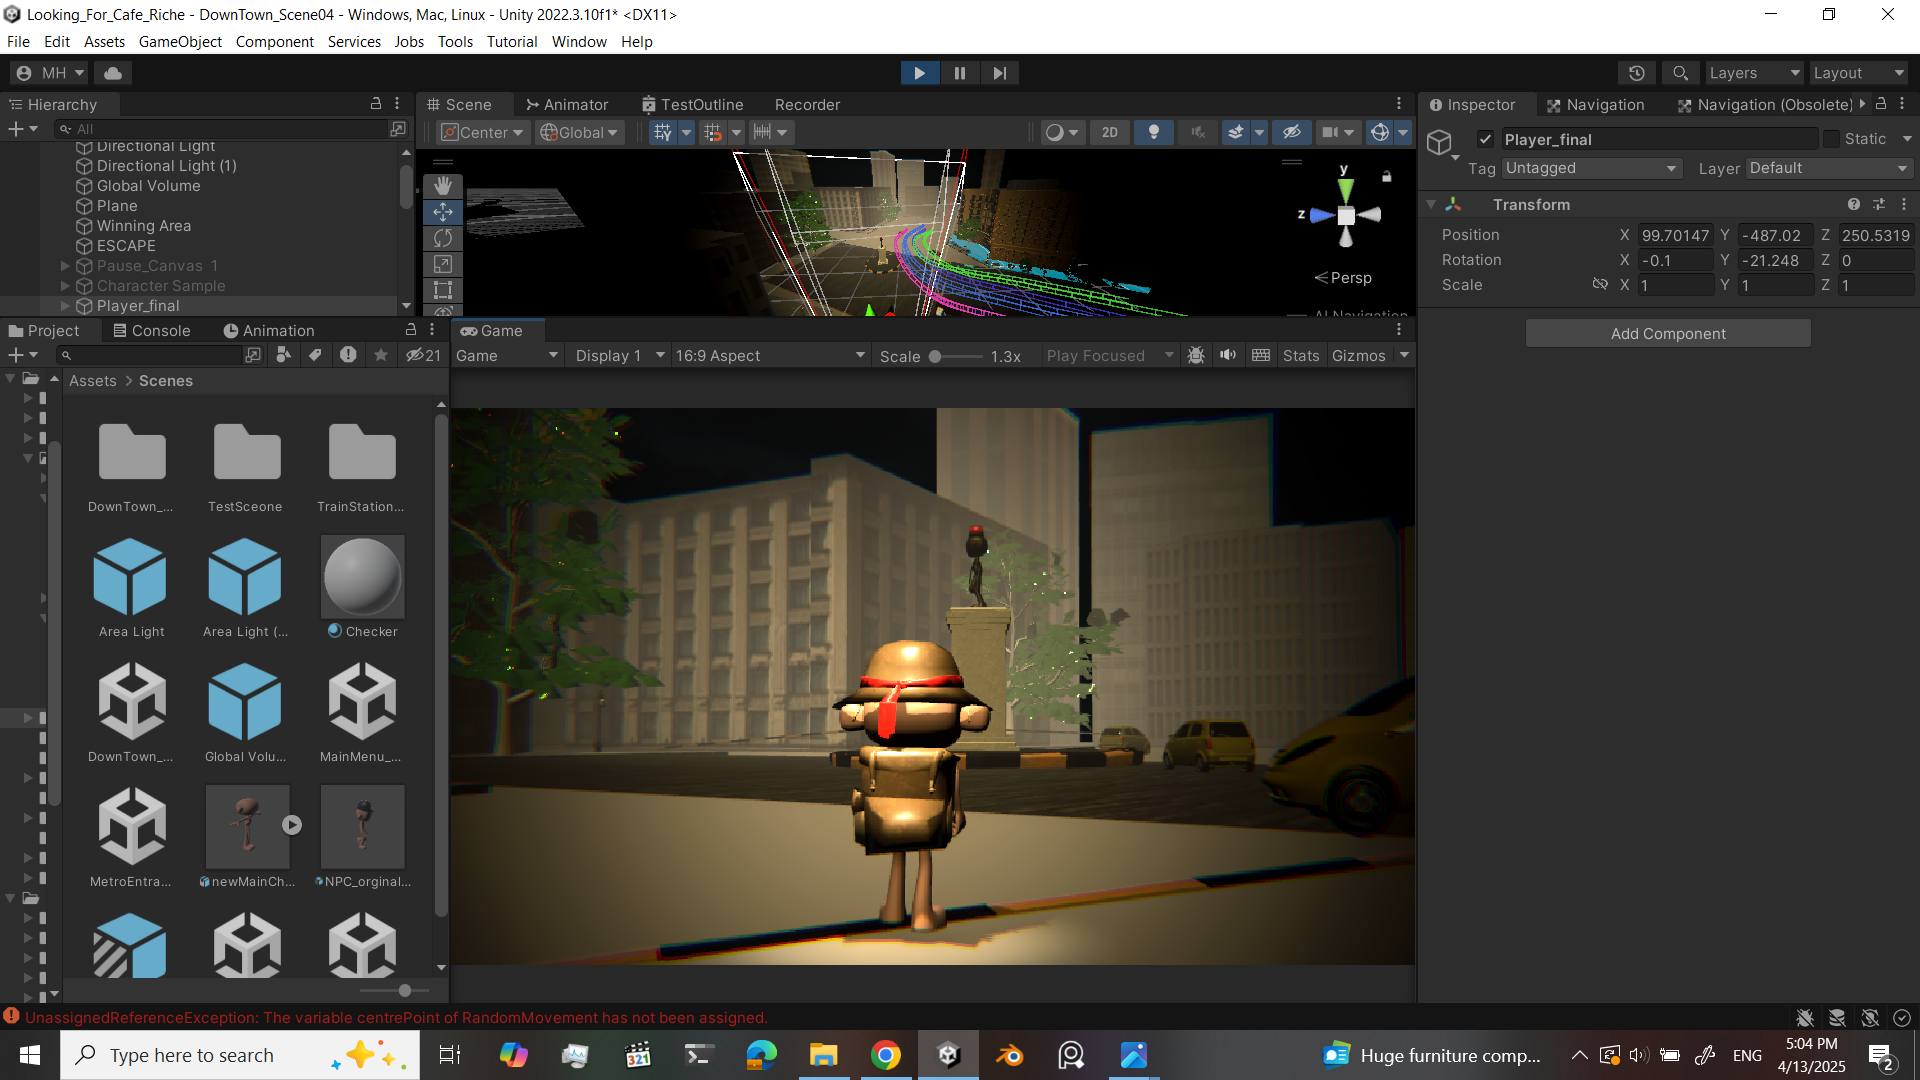 Looking_For_Cafe_Riche - DownTown_Scene04 - Windows, Mac, Linux - Unity 2022.3.10f1* <DX11>
File Edit Assets GameObject Component Services Jobs Tools Tutorial Window Help
MH
Layers Layout
Hierarchy
All
Directional Light
Directional Light (1)
Global Volume
Plane
Winning Area
ESCAPE
Pause_Canvas 1
Character Sample
Player_final
Scene Animator TestOutline Recorder
Center Global 2D
y
z
Persp
AI Navigation
Inspector Navigation Navigation (Obsolete)
Player_final Static
Tag Untagged Layer Default
Transform
Position X 99.70147 Y -487.02 Z 250.5319
Rotation X -0.1 Y -21.248 Z 0
Scale X 1 Y 1 Z 1
Add Component
Project Console Animation
21
Assets > Scenes
DownTown_... TestSceone TrainStation...
Area Light Area Light (... Checker
DownTown_... Global Volu... MainMenu_...
MetroEntra... newMainCh... NPC_orginal...
Game
Game Display 1 16:9 Aspect Scale 1.3x Play Focused Stats Gizmos
UnassignedReferenceException: The variable centrePoint of RandomMovement has not been assigned.
Type here to search
321
Huge furniture comp...
ENG
5:04 PM
4/13/2025
2